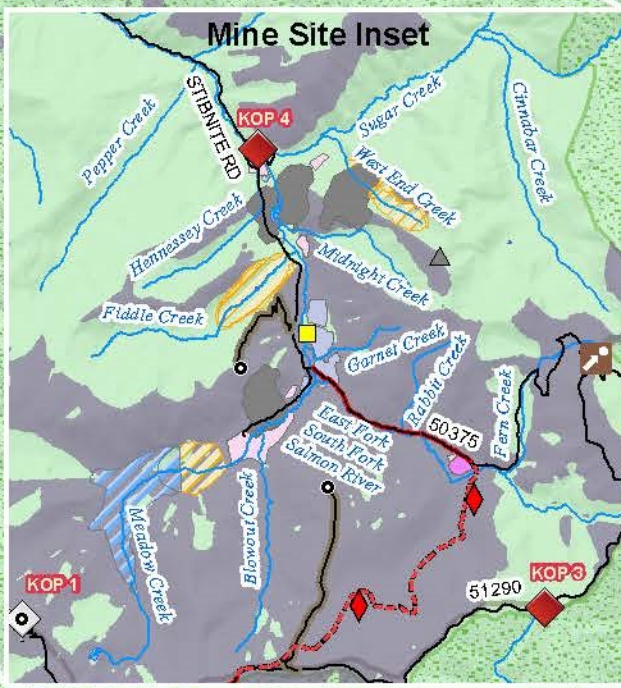 Mine Site Inset
Pepper Creek
STIBNITE RD
KOP 4
Sugar Creek
Cinnabar Creek
West End Creek
Hennessey Creek
Midnight Creek
Fiddle Creek
Garnet Creek
Rabbit Creek
Fern Creek
50375
East Fork
South Fork
Salmon River
Meadow Creek
Blowout Creek
KOP 1
51290
KOP 3